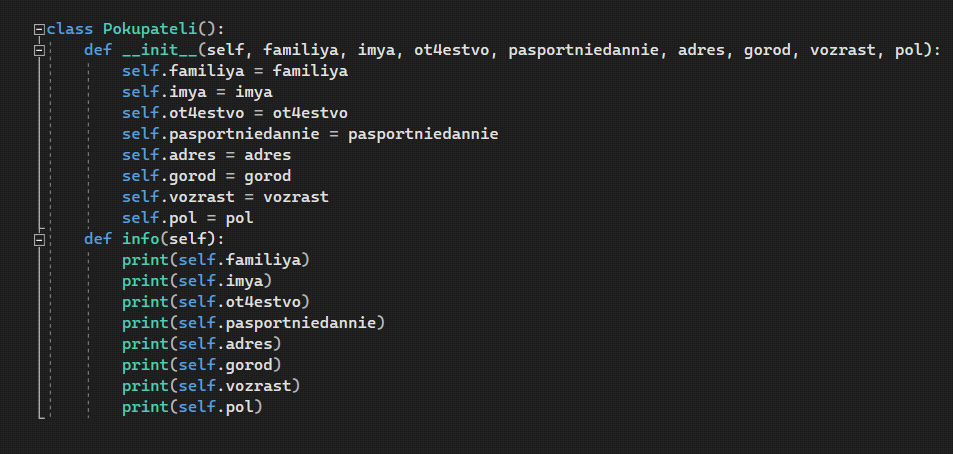 class Pokupateli():
    def __init__(self, familiya, imya, ot4estvo, pasportniedannie, adres, gorod, vozrast, pol):
        self.familiya = familiya
        self.imya = imya
        self.ot4estvo = ot4estvo
        self.pasportniedannie = pasportniedannie
        self.adres = adres
        self.gorod = gorod
        self.vozrast = vozrast
        self.pol = pol
    def info(self):
        print(self.familiya)
        print(self.imya)
        print(self.ot4estvo)
        print(self.pasportniedannie)
        print(self.adres)
        print(self.gorod)
        print(self.vozrast)
        print(self.pol)